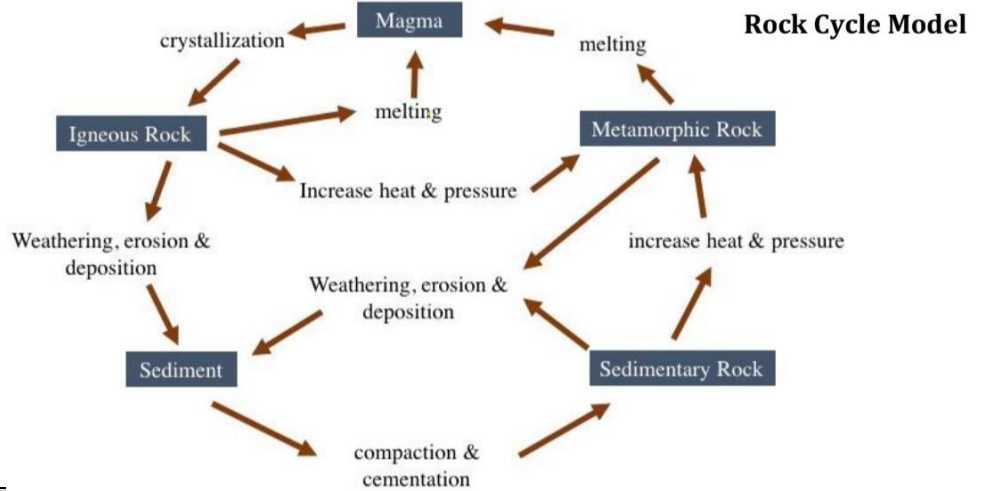 Rock Cycle Model
Magma
crystallization
melting
melting
Igneous Rock
Metamorphic Rock
Increase heat & pressure
Weathering, erosion &
deposition
increase heat & pressure
Weathering, erosion &
deposition
Sediment
Sedimentary Rock
compaction &
cementation